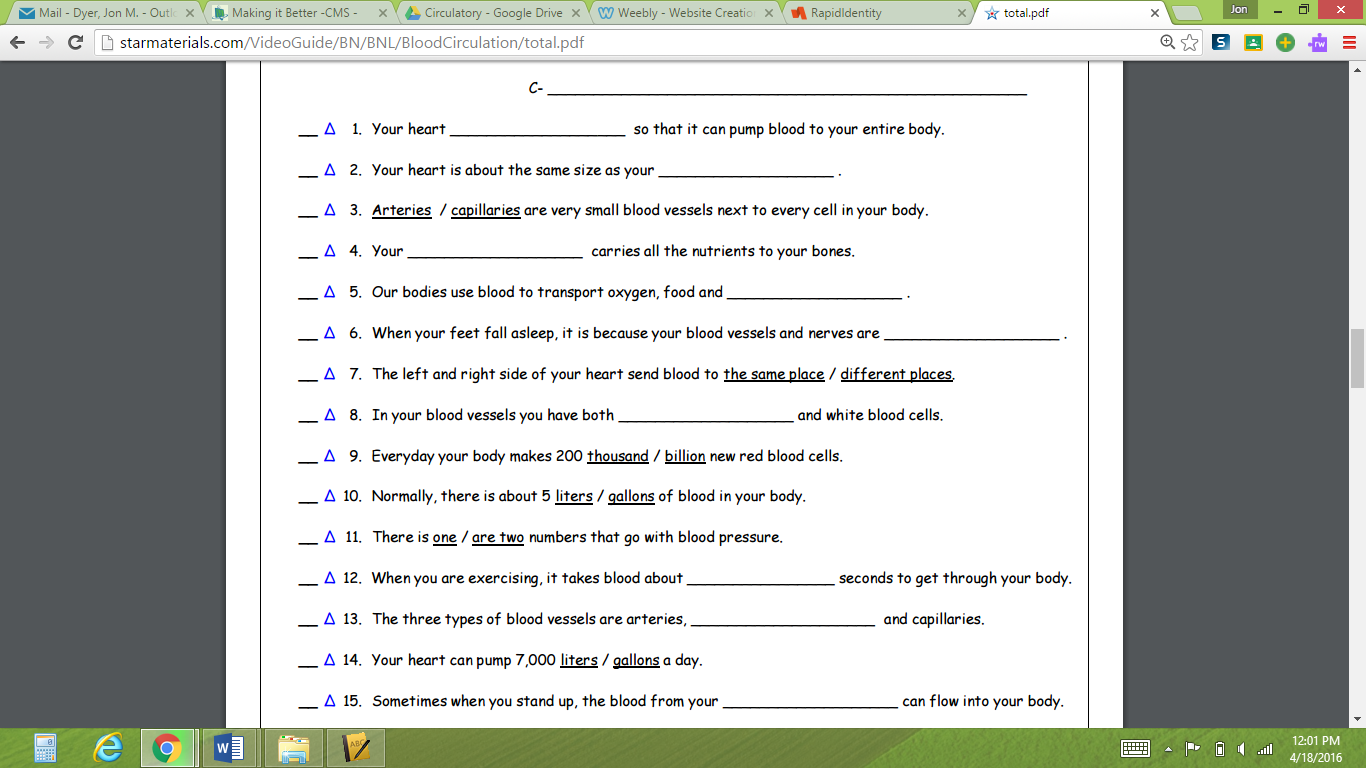 Mail - Dyer, Jon M. - Outl
Making it Better -CMS -
Circulatory - Google Drive
Weebly - Website Creatio
RapidIdentity
total.pdf
Jon
starmaterials.com/VideoGuide/BN/BNL/BloodCirculation/total.pdf
C- ____________________
__ Δ 1. Your heart ____________________ so that it can pump blood to your entire body.
__ Δ 2. Your heart is about the same size as your ____________________ .
__ Δ 3. Arteries / capillaries are very small blood vessels next to every cell in your body.
__ Δ 4. Your ____________________ carries all the nutrients to your bones.
__ Δ 5. Our bodies use blood to transport oxygen, food and ____________________ .
__ Δ 6. When your feet fall asleep, it is because your blood vessels and nerves are ____________________ .
__ Δ 7. The left and right side of your heart send blood to the same place / different places.
__ Δ 8. In your blood vessels you have both ____________________ and white blood cells.
__ Δ 9. Everyday your body makes 200 thousand / billion new red blood cells.
__ Δ 10. Normally, there is about 5 liters / gallons of blood in your body.
__ Δ 11. There is one / are two numbers that go with blood pressure.
__ Δ 12. When you are exercising, it takes blood about ________________ seconds to get through your body.
__ Δ 13. The three types of blood vessels are arteries, ____________________ and capillaries.
__ Δ 14. Your heart can pump 7,000 liters / gallons a day.
__ Δ 15. Sometimes when you stand up, the blood from your ____________________ can flow into your body.
12:01 PM
4/18/2016